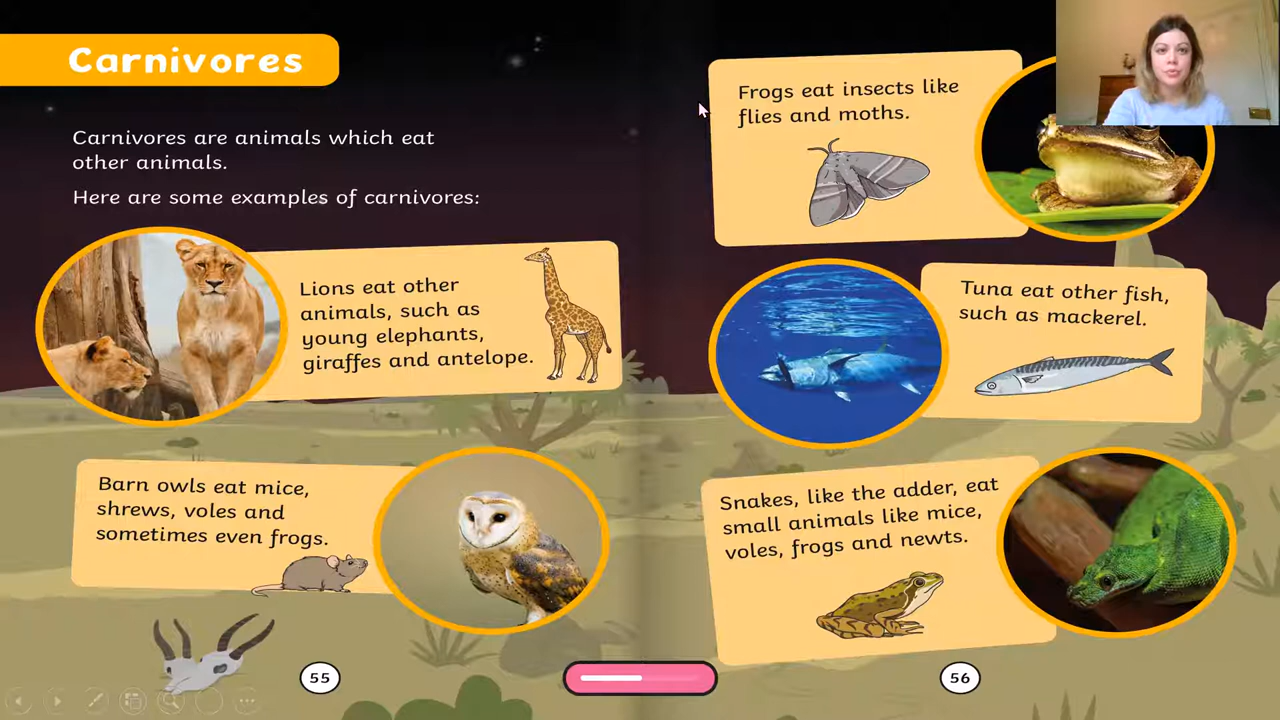 Carnivores
Carnivores are animals which eat
other animals.
Here are some examples of carnivores:
Lions eat other
animals, such as
young elephants,
giraffes and antelope.
Barn owls eat mice,
shrews, voles and
sometimes even frogs.
55
Frogs eat insects like
flies and moths.
Tuna eat other fish,
such as mackerel.
Snakes, like the adder, eat
small animals like mice,
voles, frogs and newts.
56